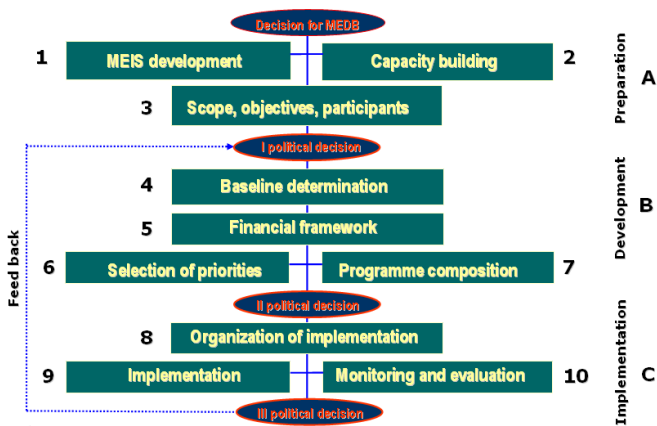 Decision for MEDB
1
MEIS development
Capacity building
2
3
Scope, objectives, participants
Preparation
A
I political decision
4
Baseline determination
5
Financial framework
6
Selection of priorities
Programme composition
7
Development
B
II political decision
8
Organization of implementation
9
Implementation
Monitoring and evaluation
10
Implementation
C
III political decision
Feed back